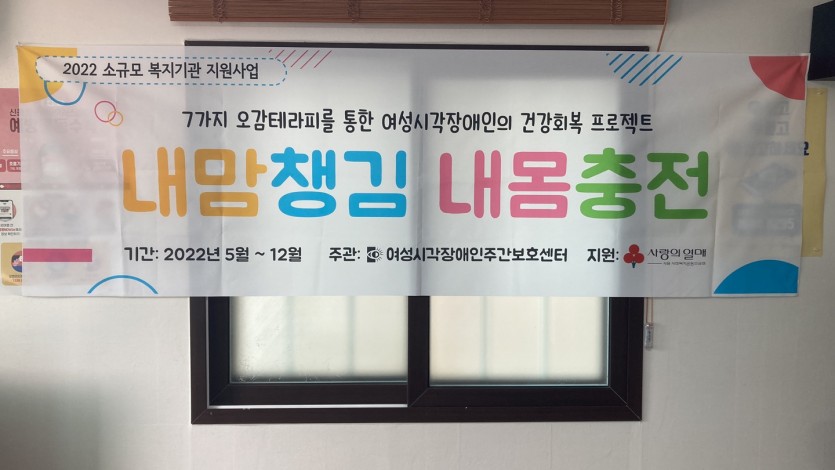 2022 소규모 복지기관 지원사업
7가지 오감테라피를 통한 여성시각장애인의 건강회복 프로젝트
내맘챙김 내몸충전
기간: 2022년 5월 ~ 12월 주관: 여성시각장애인주간보호센터 지원: 사랑의열매